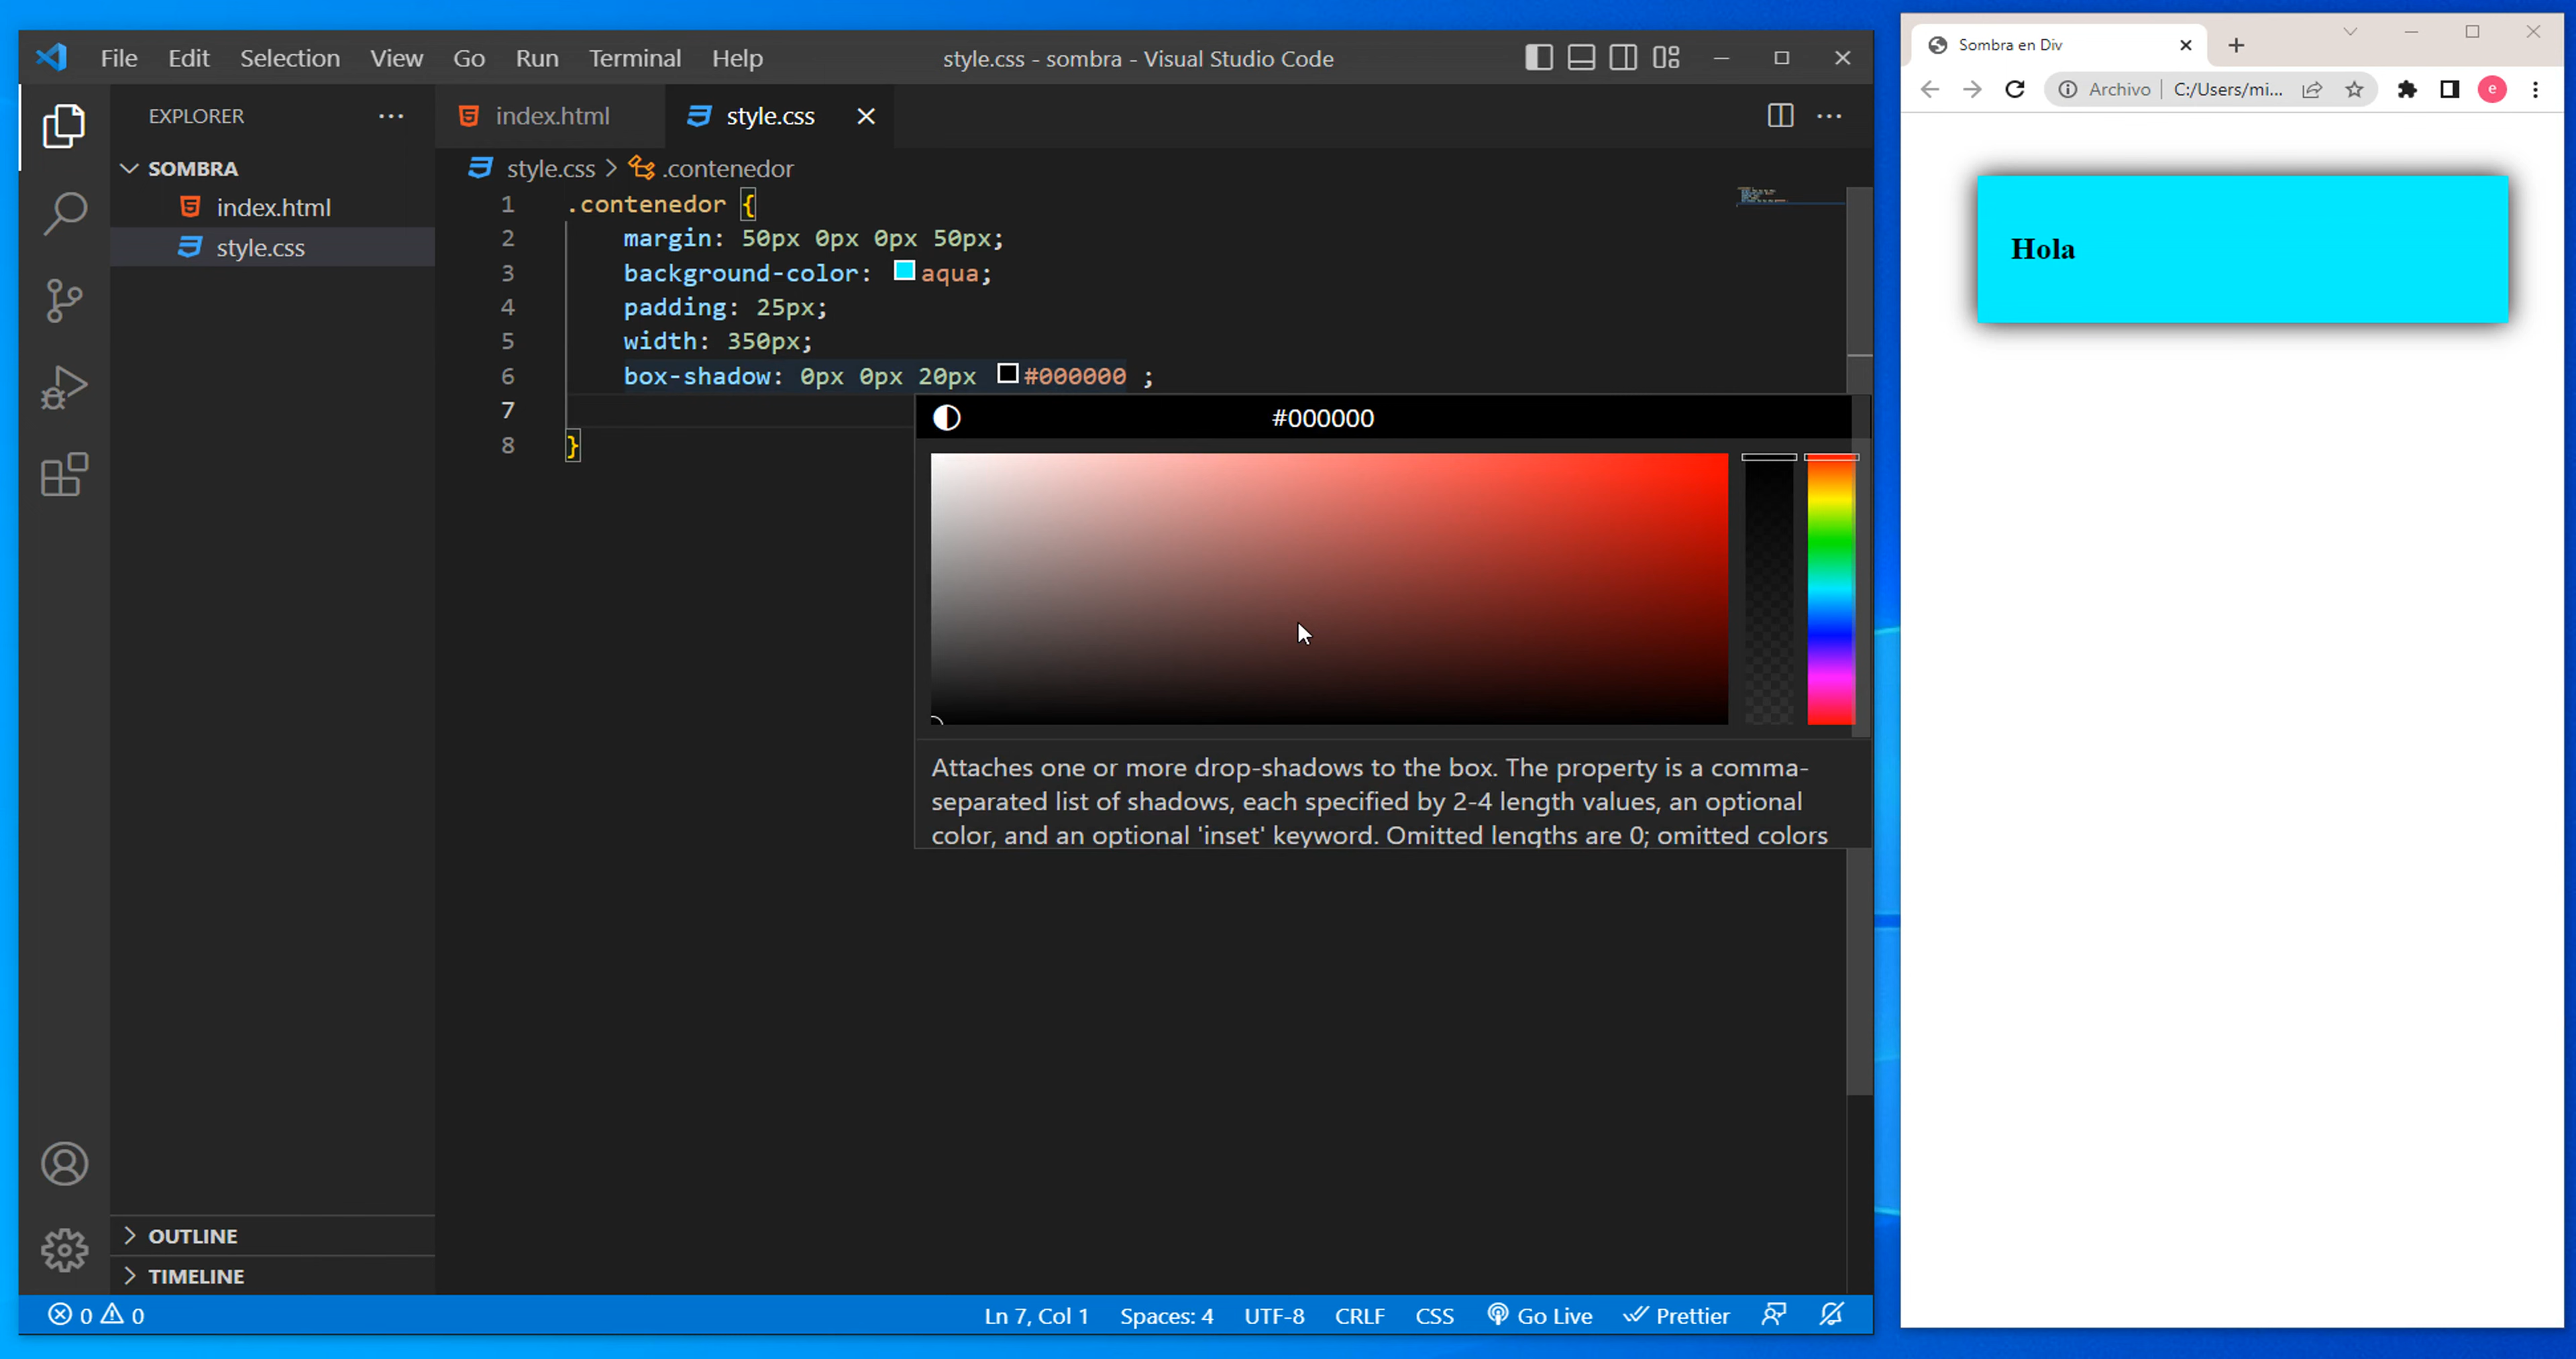 File Edit Selection View Go Run Terminal Help
style.css - sombra - Visual Studio Code
EXPLORER
SOMBRA
index.html
style.css
OUTLINE
TIMELINE
index.html
style.css
style.css > .contenedor
1 .contenedor {
2 margin: 50px 0px 0px 50px;
3 background-color: aqua;
4 padding: 25px;
5 width: 350px;
6 box-shadow: 0px 0px 20px #000000 ;
7
8 }
#000000
Attaches one or more drop-shadows to the box. The property is a comma-
separated list of shadows, each specified by 2-4 length values, an optional
color, and an optional 'inset' keyword. Omitted lengths are 0; omitted colors
0 0 Ln 7, Col 1 Spaces: 4 UTF-8 CRLF CSS Go Live Prettier
Sombra en Div
Archivo | C:/Users/mi... e
Hola